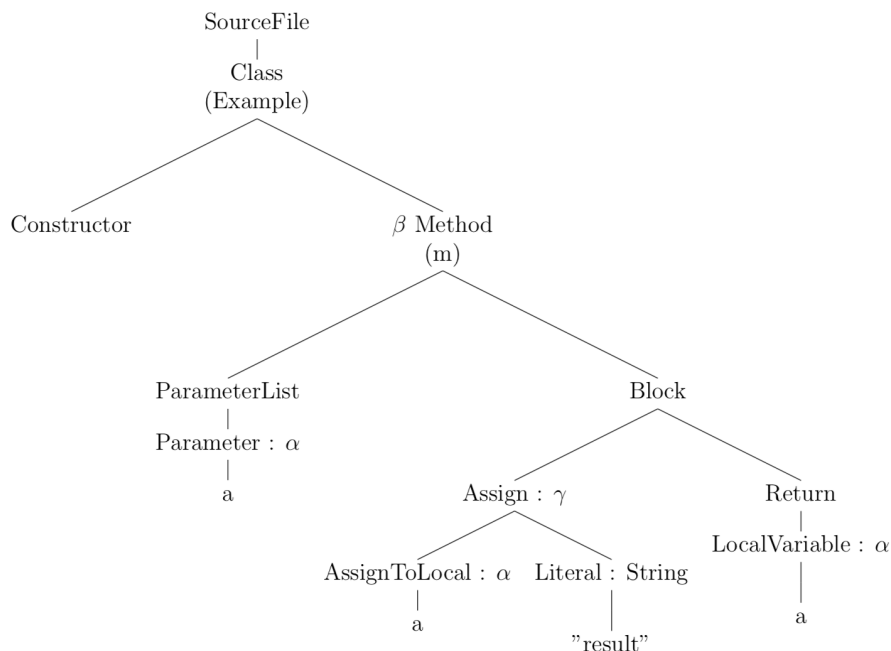 SourceFile
Class
(Example)
Constructor
β Method
(m)
ParameterList
Block
Parameter : α
a
Assign : γ
Return
LocalVariable : α
AssignToLocal : α
Literal : String
a
a
"result"